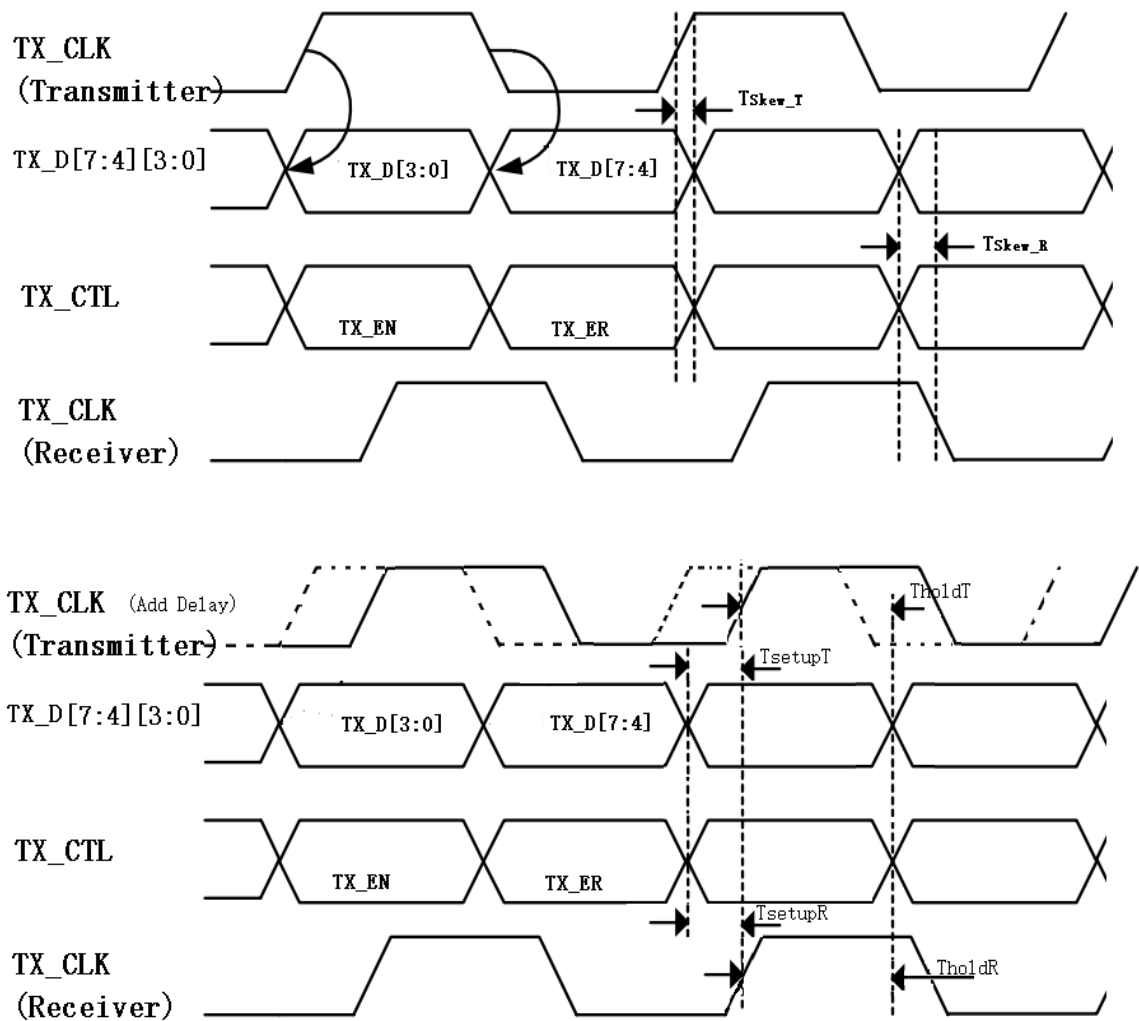 TX_CLK
(Transmitter)
Tskew_T
TX_D[7:4][3:0]
TX_D[3:0]
TX_D[7:4]
Tskew_R
TX_CTL
TX_EN
TX_ER
TX_CLK
(Receiver)
TX_CLK (Add Delay)
(Transmitter)
TholdT
TsetupT
TX_D[7:4][3:0]
TX_D[3:0]
TX_D[7:4]
TX_CTL
TX_EN
TX_ER
TsetupR
TX_CLK
(Receiver)
TholdR